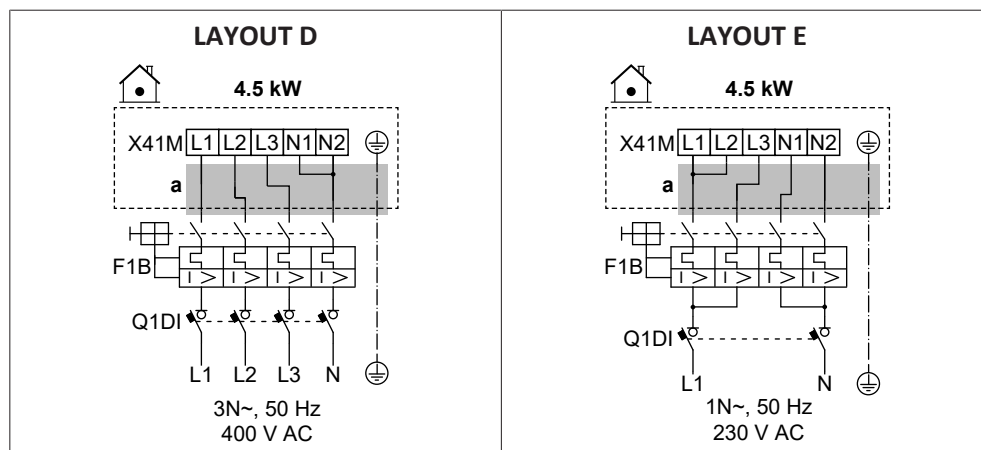 LAYOUT D
4.5 kW
X41M L1 L2 L3 N1 N2
a
F1B
I > I > I > I >
Q1DI
L1 L2 L3 N
3N~, 50 Hz
400 V AC
LAYOUT E
4.5 kW
X41M L1 L2 L3 N1 N2
a
F1B
I > I > I > I >
Q1DI
L1 N
1N~, 50 Hz
230 V AC